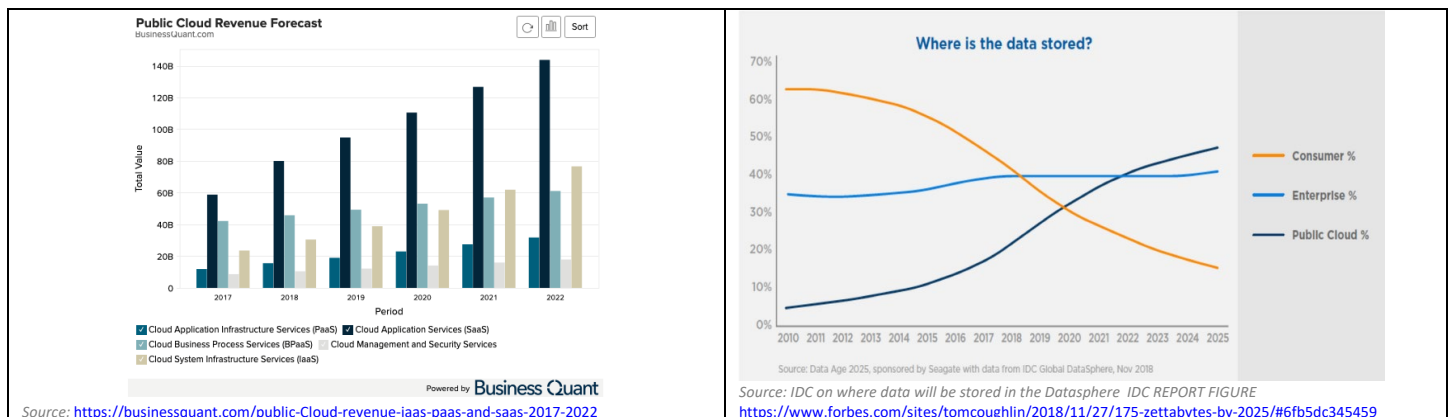 Public Cloud Revenue Forecast
BusinessQuant.com
Sort
140B
120B
100B
80B
60B
40B
20B
0
Total Value
2017 2018 2019 2020 2021 2022
Period
Cloud Application Infrastructure Services (PaaS) Cloud Application Services (SaaS)
Cloud Business Process Services (BPaaS) Cloud Management and Security Services
Cloud System Infrastructure Services (IaaS)
Powered by Business Quant
Source: https://businessquant.com/public-Cloud-revenue-iaas-paas-and-saas-2017-2022
Where is the data stored?
70%
60%
50%
40%
30%
20%
10%
0%
2010 2011 2012 2013 2014 2015 2016 2017 2018 2019 2020 2021 2022 2023 2024 2025
Consumer %
Enterprise %
Public Cloud %
Source: Data Age 2025, sponsored by Seagate with data from IDC Global DataSphere, Nov 2018
Source: IDC on where data will be stored in the Datasphere IDC REPORT FIGURE
https://www.forbes.com/sites/tomcoughlin/2018/11/27/175-zettabytes-by-2025/#6fb5dc345459